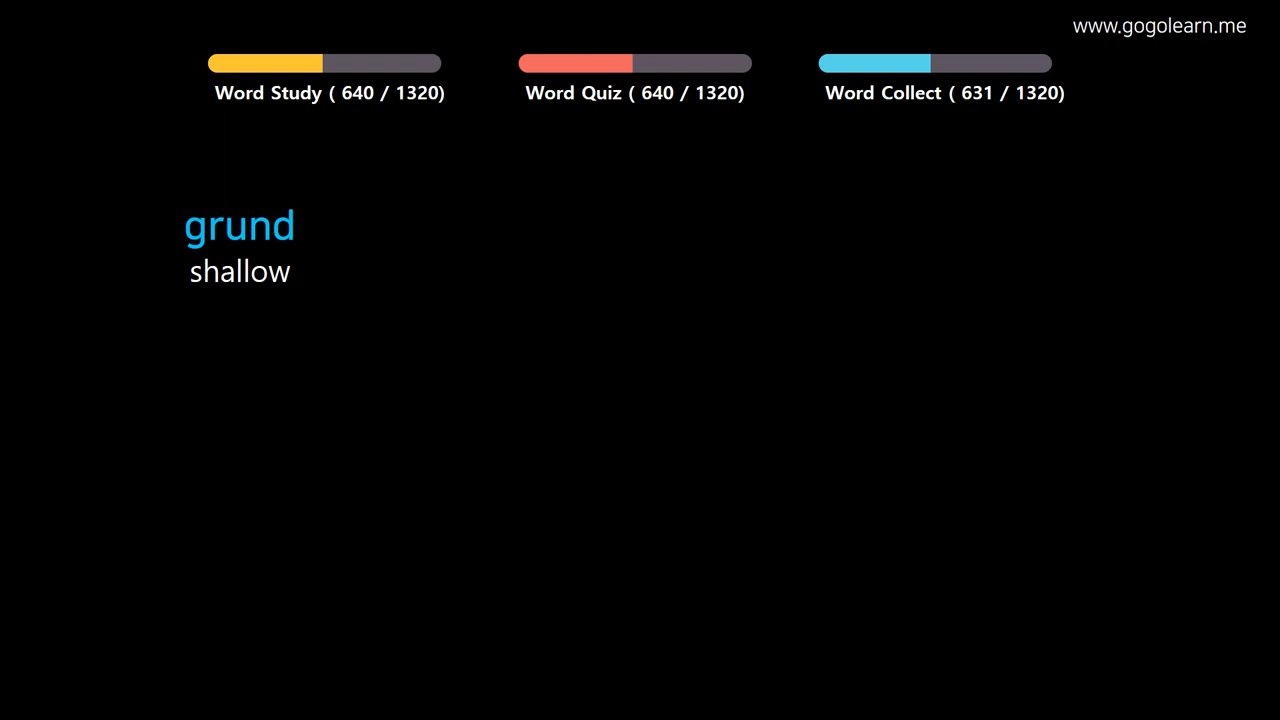 www.gogolearn.me
Word Study ( 640 / 1320)
Word Quiz ( 640 / 1320)
Word Collect ( 631 / 1320)
grund
shallow